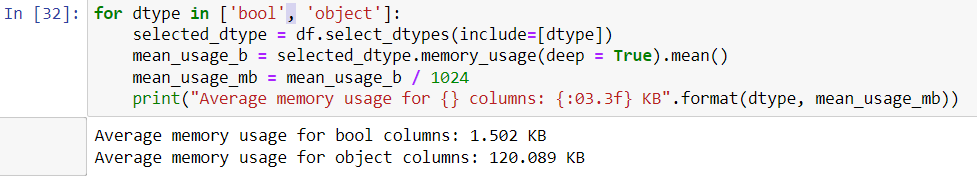 In [32]: for dtype in ['bool', 'object']:
selected_dtype = df.select_dtypes(include=[dtype])
mean_usage_b = selected_dtype.memory_usage(deep = True).mean()
mean_usage_mb = mean_usage_b / 1024
print("Average memory usage for {} columns: {:03.3f} KB".format(dtype, mean_usage_mb))
Average memory usage for bool columns: 1.502 KB
Average memory usage for object columns: 120.089 KB